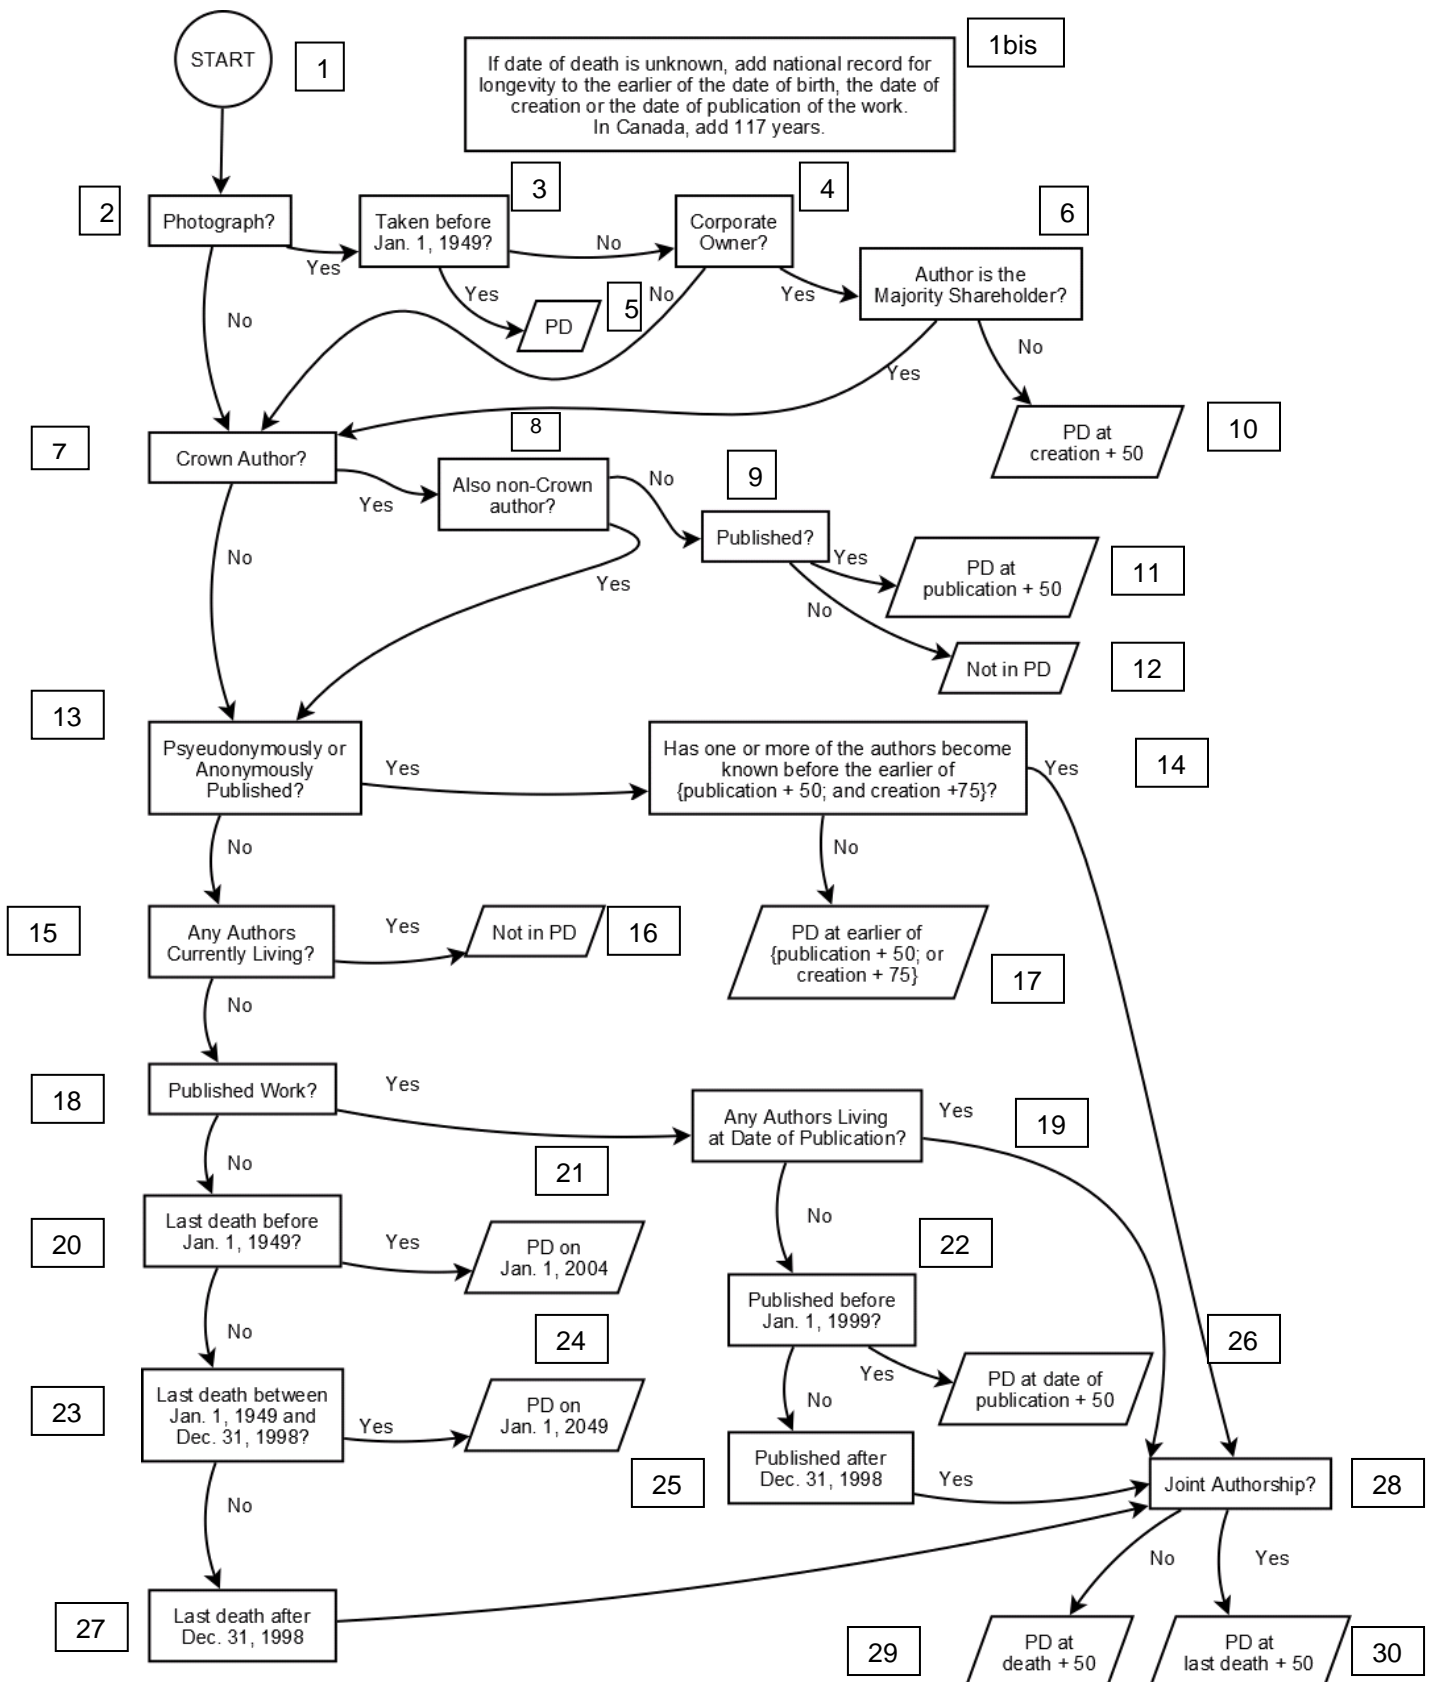 START
1
1bis
If date of death is unknown, add national record for
longevity to the earlier of the date of birth, the date of
creation or the date of publication of the work.
In Canada, add 117 years.
2
Photograph?
Yes
No
3
Taken before
Jan. 1, 1949?
No
Yes
4
Corporate
Owner?
No
Yes
5
PD
6
Author is the
Majority Shareholder?
Yes
No
7
Crown Author?
Yes
No
8
Also non-Crown
author?
No
Yes
9
Published?
Yes
No
10
PD at
creation + 50
11
PD at
publication + 50
12
Not in PD
13
Psyeudonymously or
Anonymously
Published?
Yes
No
14
Has one or more of the authors become
known before the earlier of
{publication + 50; and creation +75}?
Yes
No
15
Any Authors
Currently Living?
Yes
No
16
Not in PD
17
PD at earlier of
{publication + 50; or
creation + 75}
18
Published Work?
Yes
No
19
Any Authors Living
at Date of Publication?
Yes
No
20
Last death before
Jan. 1, 1949?
Yes
No
21
PD on
Jan. 1, 2004
22
Published before
Jan. 1, 1999?
Yes
No
23
Last death between
Jan. 1, 1949 and
Dec. 31, 1998?
Yes
No
24
PD on
Jan. 1, 2049
25
Published after
Dec. 31, 1998
Yes
26
PD at date of
publication + 50
27
Last death after
Dec. 31, 1998
28
Joint Authorship?
No
Yes
29
PD at
death + 50
30
PD at
last death + 50